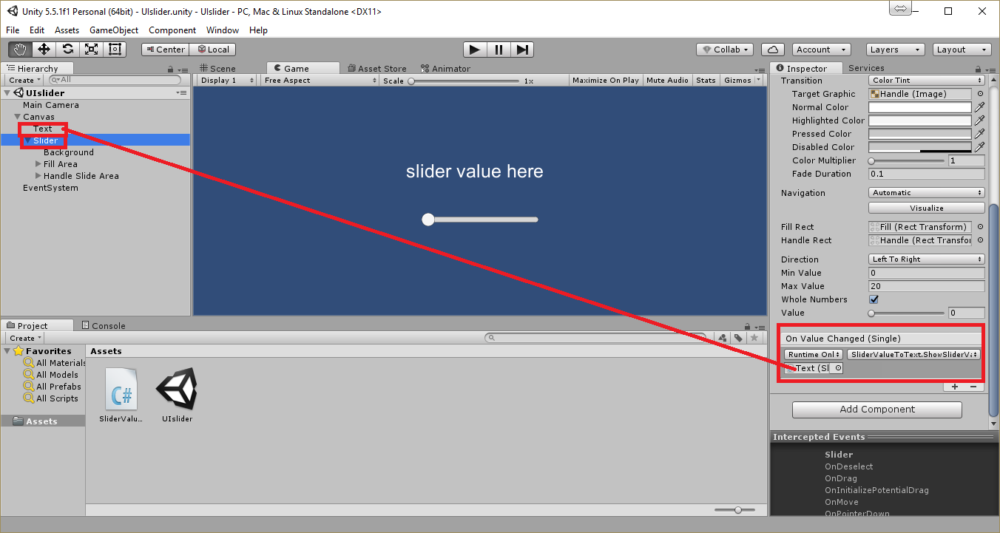 Unity 5.5.1f1 Personal (64bit) - UIslider.unity - UIslider - PC, Mac & Linux Standalone <DX11>
File Edit Assets GameObject Component Window Help
Center Local Collab Account Layers Layout
Hierarchy
Create All
UIslider
Main Camera
Canvas
Text
Slider
Background
Fill Area
Handle Slide Area
EventSystem
Scene Game Asset Store Animator
Display 1 Free Aspect Scale 1x Maximize On Play Mute Audio Stats Gizmos
slider value here
Project Console
Create
Favorites
All Materials
All Models
All Prefabs
All Scripts
Assets
Assets
SliderValu... UIslider
Inspector Services
Transition Color Tint
Target Graphic Handle (Image)
Normal Color
Highlighted Color
Pressed Color
Disabled Color
Color Multiplier 1
Fade Duration 0.1
Navigation Automatic
Visualize
Fill Rect Fill (Rect Transform)
Handle Rect Handle (Rect Transfor
Direction Left To Right
Min Value 0
Max Value 20
Whole Numbers
Value 0
On Value Changed (Single)
Runtime Onl SliderValueToText.ShowSliderVa
Text (Sl
+ −
Add Component
Intercepted Events
Slider
OnDeselect
OnDrag
OnInitializePotentialDrag
OnMove
OnPointerDown